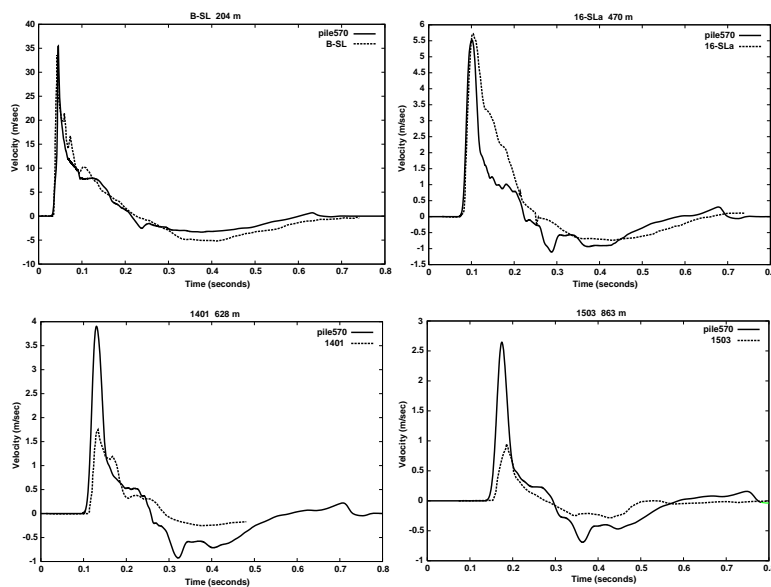 B-SL 204 m
pile570
B-SL
Velocity (m/sec)
40
35
30
25
20
15
10
5
0
-5
-10
0 0.1 0.2 0.3 0.4 0.5 0.6 0.7 0.8
Time (seconds)
16-SLa 470 m
pile570
16-SLa
Velocity (m/sec)
6
5.5
5
4.5
4
3.5
3
2.5
2
1.5
1
0.5
0
-0.5
-1
-1.5
0 0.1 0.2 0.3 0.4 0.5 0.6 0.7 0.8
Time (seconds)
1401 628 m
pile570
1401
Velocity (m/sec)
4
3.5
3
2.5
2
1.5
1
0.5
0
-0.5
-1
0 0.1 0.2 0.3 0.4 0.5 0.6 0.7 0.8
Time (seconds)
1503 863 m
pile570
1503
Velocity (m/sec)
3
2.5
2
1.5
1
0.5
0
-0.5
-1
0 0.1 0.2 0.3 0.4 0.5 0.6 0.7 0.8
Time (seconds)